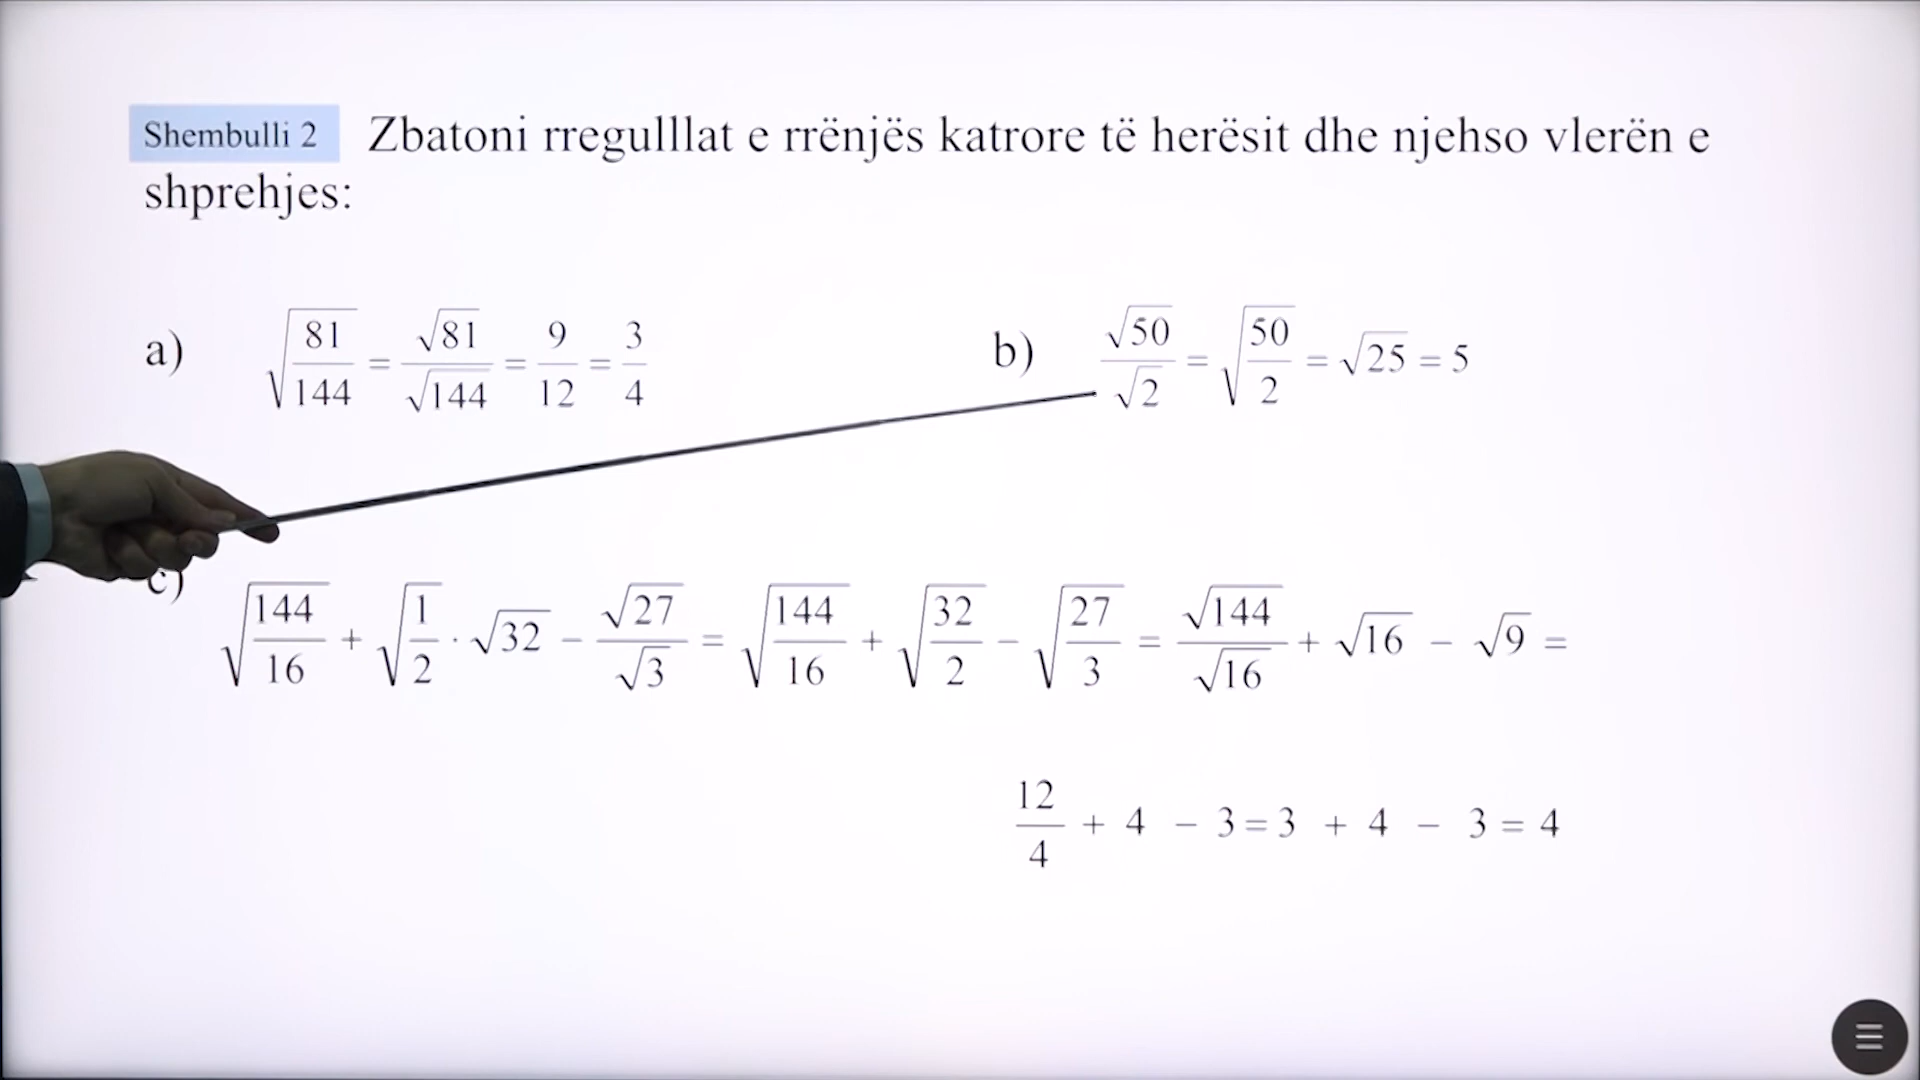 Shembulli 2 Zbatoni rregulllat e rrënjës katrore të herësit dhe njehso vlerën e
shprehjes:
a) √(81/144) = √81/√144 = 9/12 = 3/4 b) √50/√2 = √(50/2) = √25 = 5
c) √(144/16) + √(1/2) · √32 − √27/√3 = √(144/16) + √(32/2) − √(27/3) = √144/√16 + √16 − √9 =
12/4 + 4 − 3 = 3 + 4 − 3 = 4